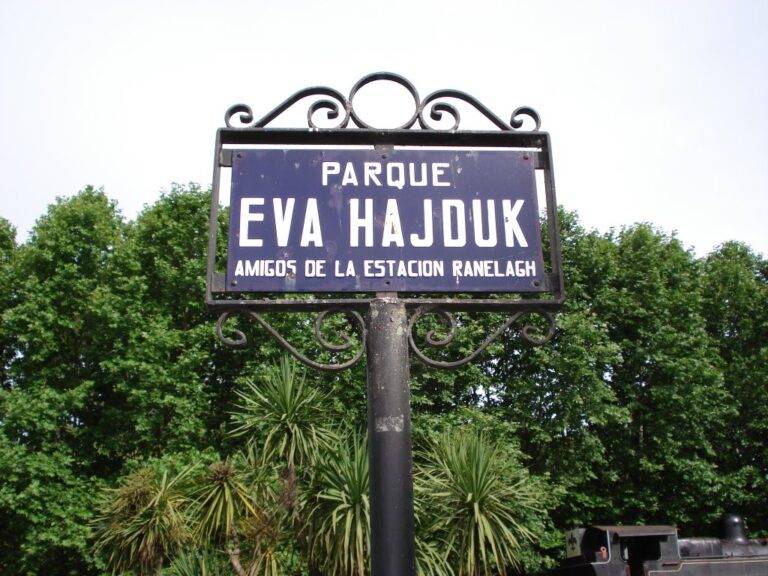 PARQUE
EVA HAJDUK
AMIGOS DE LA ESTACION RANELAGH